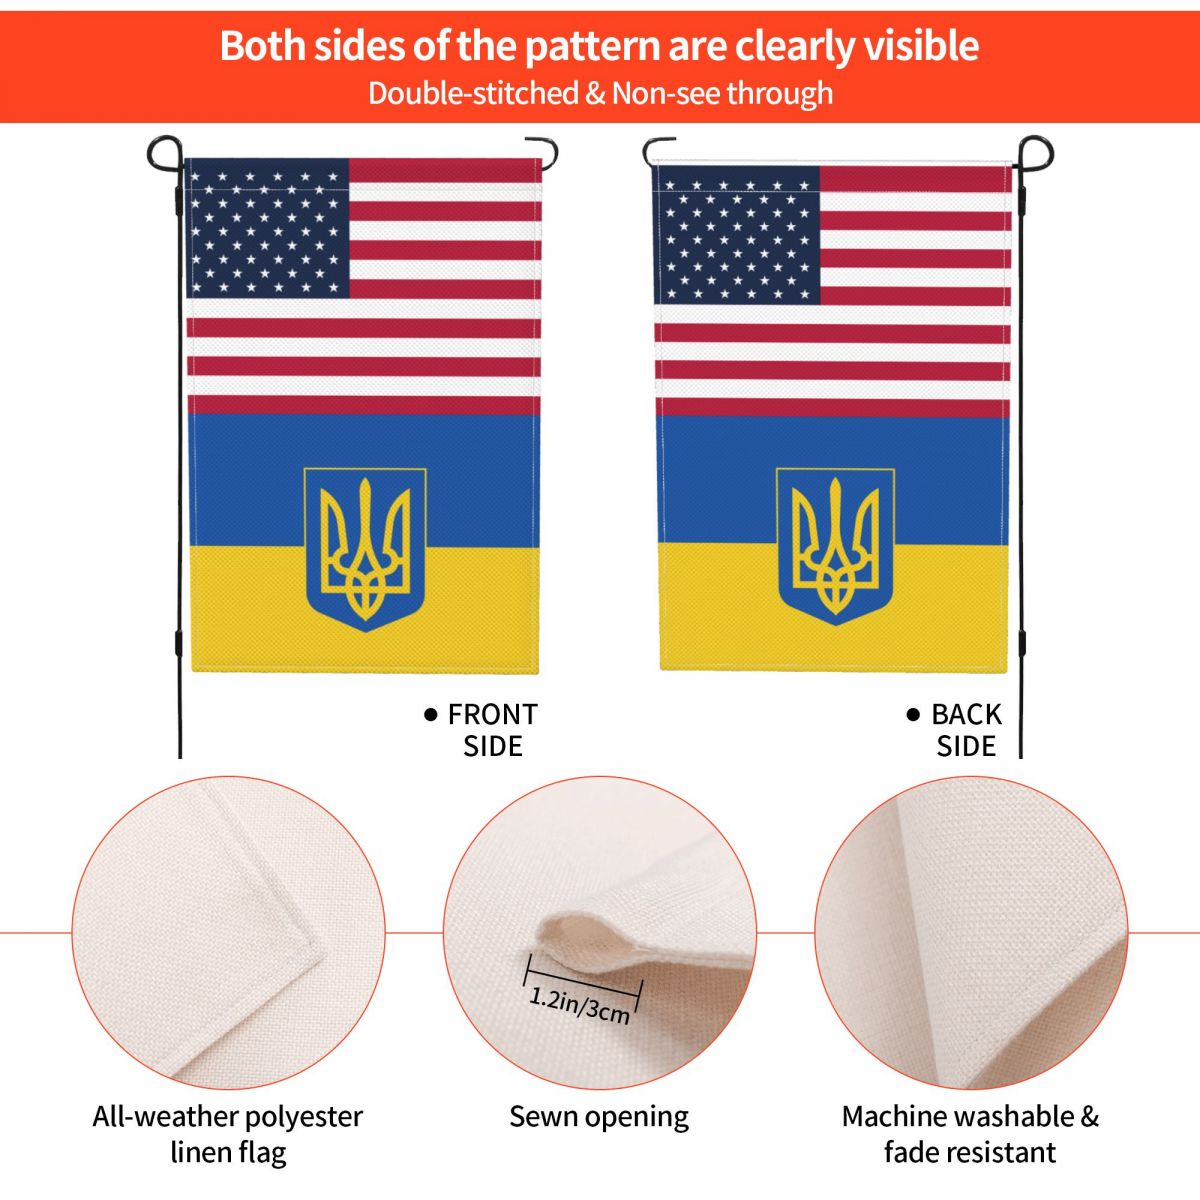 Both sides of the pattern are clearly visible
Double-stitched & Non-see through
● FRONT
SIDE
● BACK
SIDE
1.2in/3cm
All-weather polyester
linen flag
Sewn opening
Machine washable &
fade resistant